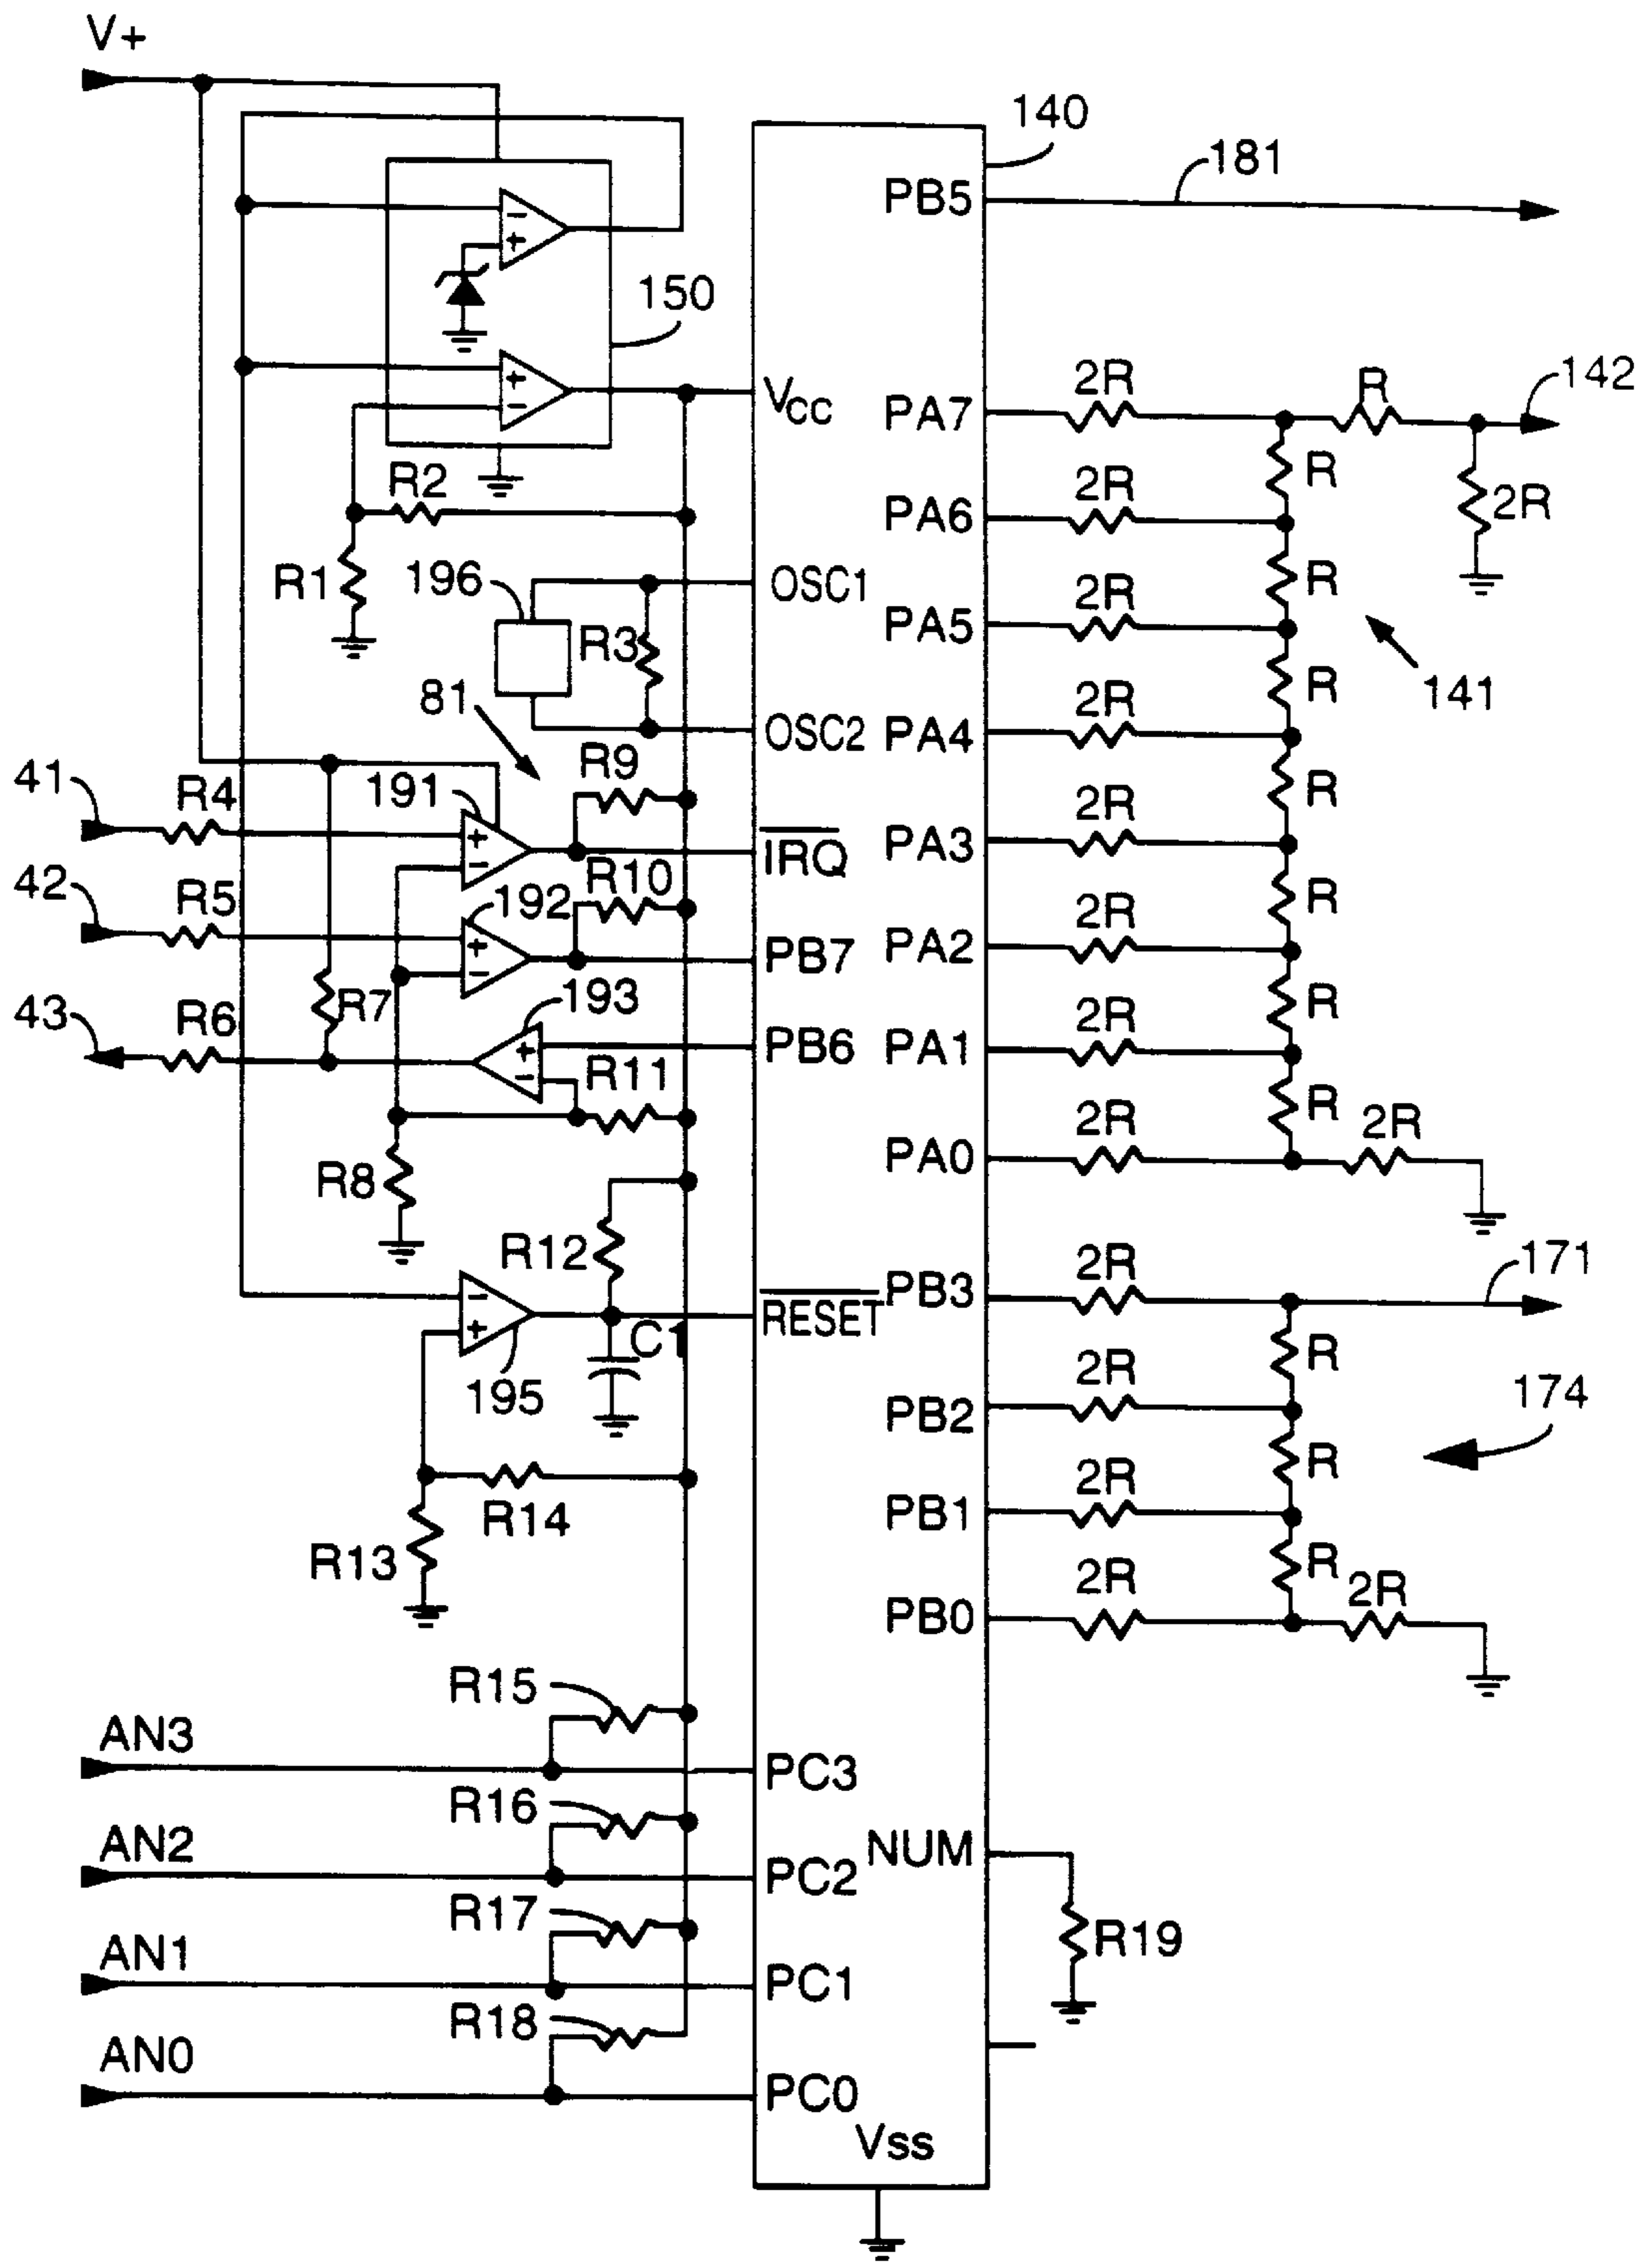 V+
140
PB5
181
150
VCC
R2
R1
196
OSC1
R3
OSC2
81
R9
41
R4
191
IRQ
42
R5
R10
192
PB7
43
R6
R7
193
PB6
R11
R8
R12
RESET
C1
195
R14
R13
R15
AN3
PC3
R16
AN2
PC2
R17
AN1
PC1
R18
AN0
PC0
Vss
PA7
2R
R
142
R
2R
PA6
2R
R
PA5
2R
R
141
PA4
2R
R
PA3
2R
R
PA2
2R
R
PA1
2R
R
PA0
2R
2R
PB3
2R
171
R
PB2
2R
174
R
PB1
2R
R
PB0
2R
2R
NUM
R19